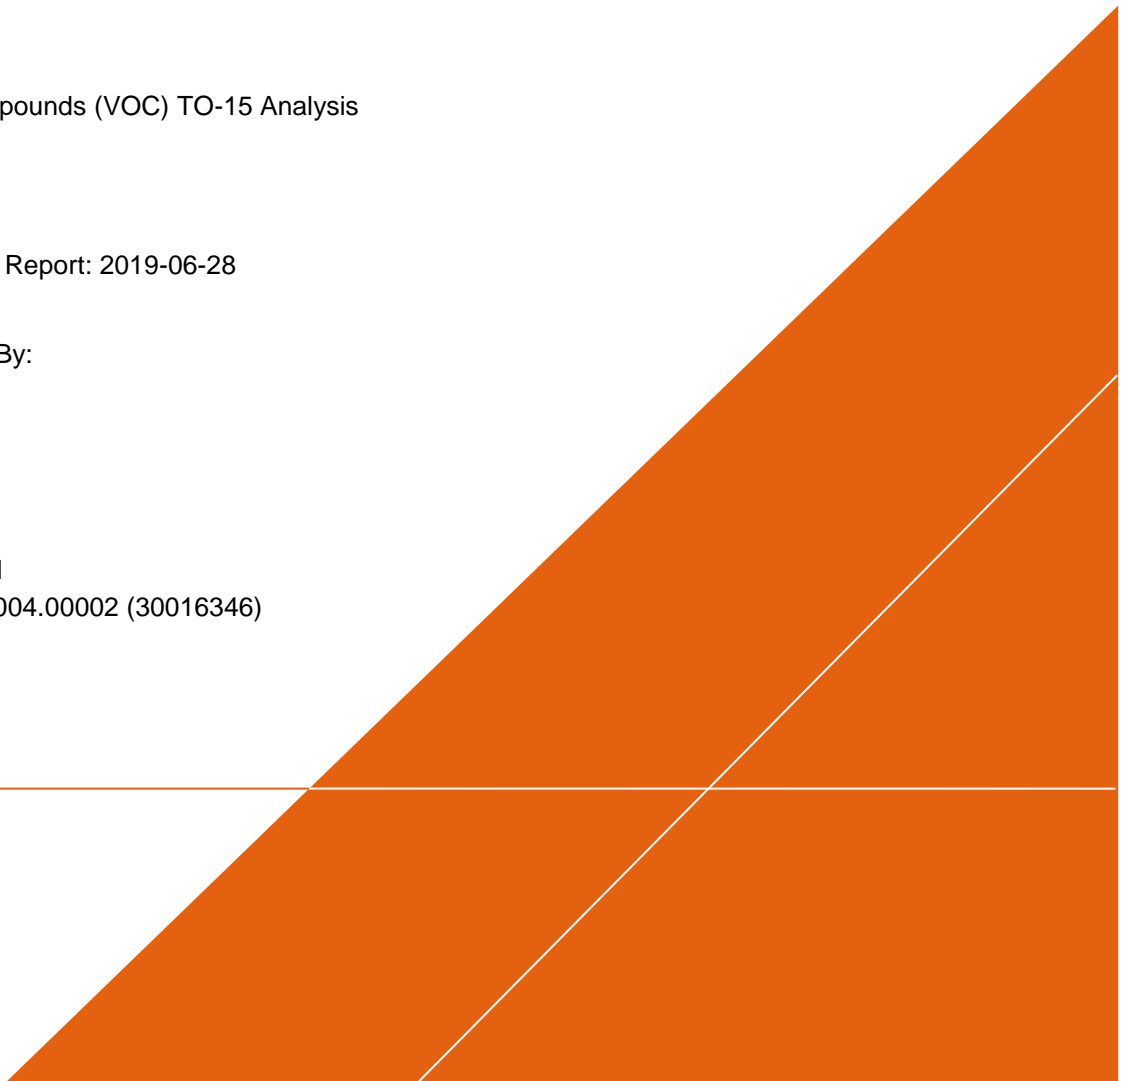 pounds (VOC) TO-15 Analysis
Report: 2019-06-28
By:
004.00002 (30016346)